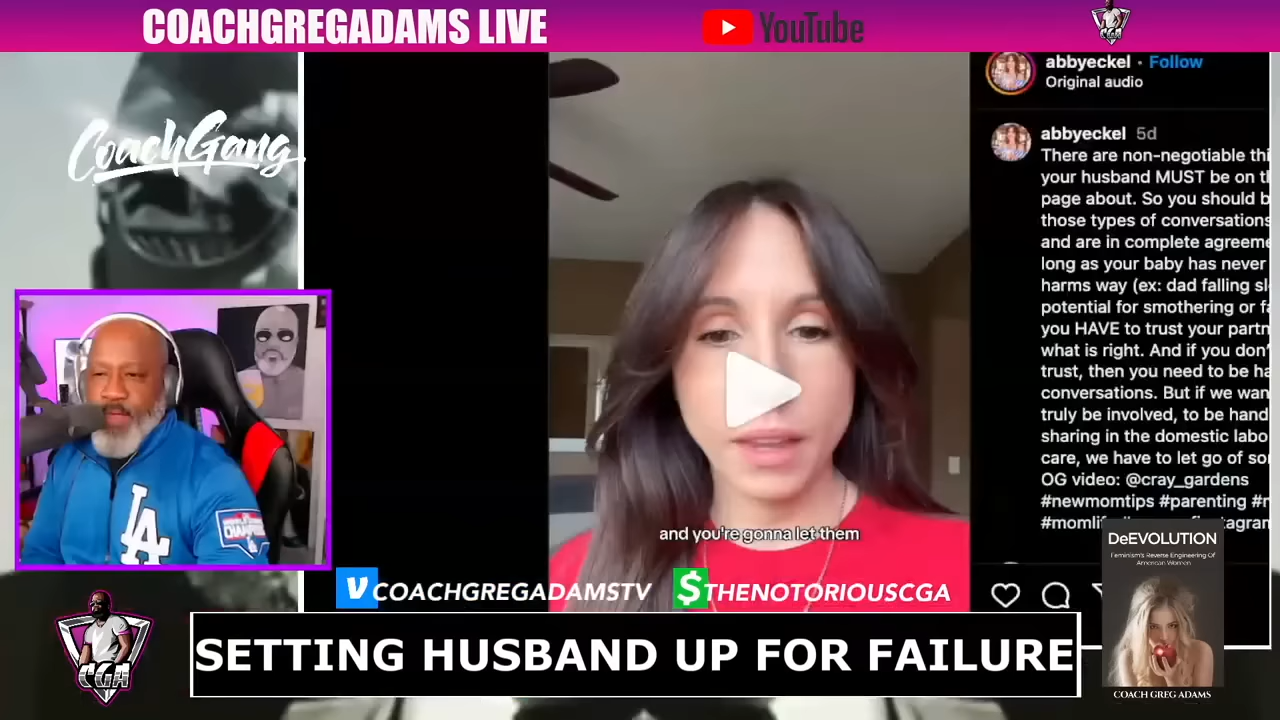 COACHGREGADAMS LIVE
YouTube
CGA
CoachGang
abbyeckel • Follow
Original audio
abbyeckel 5d
There are non-negotiable thi
your husband MUST be on t
page about. So you should b
those types of conversations
and are in complete agreeme
long as your baby has never
harms way (ex: dad falling sl
potential for smothering or fa
you HAVE to trust your partn
what is right. And if you don'
trust, then you need to be ha
conversations. But if we wan
truly be involved, to be hand
sharing in the domestic labo
care, we have to let go of so
OG video: @cray_gardens
#newmomtips #parenting #n
and you're gonna let them
LA
CHAMPIONS
COACHGREGADAMSTV
$THENOTORIOUSCGA
DeEVOLUTION
Feminism's Reverse Engineering Of
American Women
COACH GREG ADAMS
CGA
SETTING HUSBAND UP FOR FAILURE